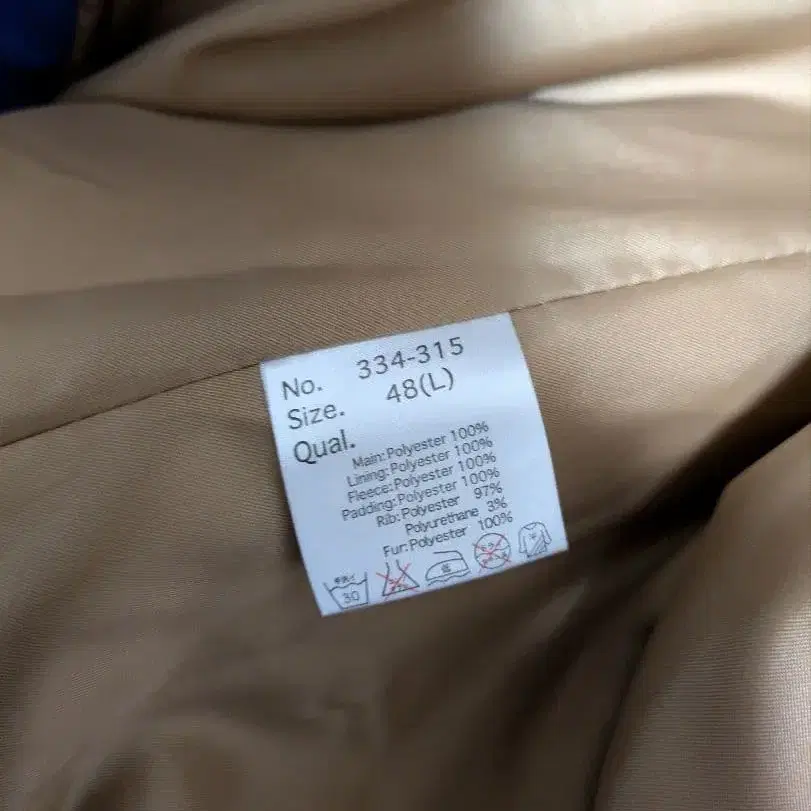 No. 334-315
Size. 48(L)
Qual.
Main:Polyester 100%
Lining:Polyester 100%
Fleece:Polyester 100%
Padding:Polyester 100%
Rib:Polyester 97%
Polyurethane 3%
Fur:Polyester 100%
30